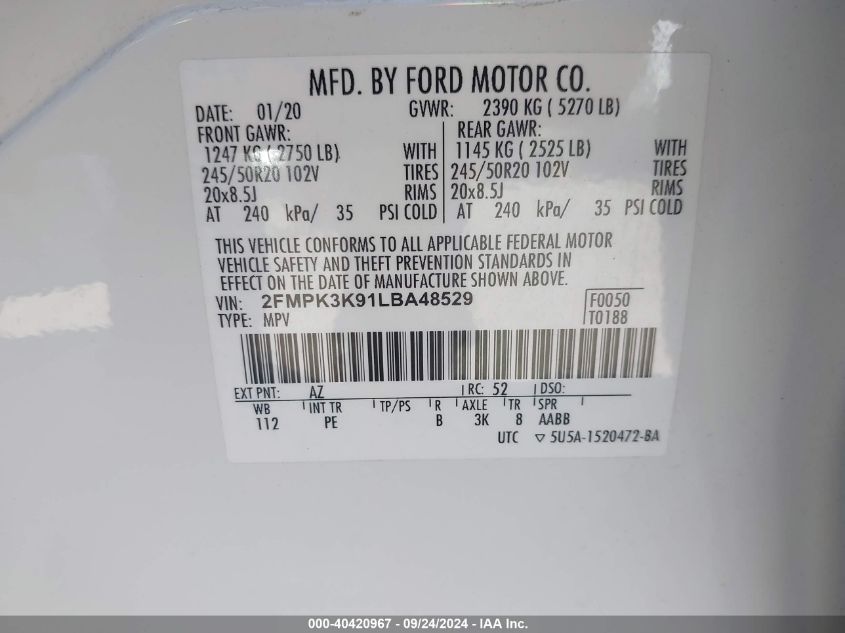 MFD. BY FORD MOTOR CO.
DATE: 01/20 GVWR: 2390 KG ( 5270 LB)
FRONT GAWR: REAR GAWR:
1247 KG ( 2750 LB) WITH 1145 KG ( 2525 LB) WITH
245/50R20 102V TIRES 245/50R20 102V TIRES
20x8.5J RIMS 20x8.5J RIMS
AT 240 kPa/ 35 PSI COLD AT 240 kPa/ 35 PSI COLD
THIS VEHICLE CONFORMS TO ALL APPLICABLE FEDERAL MOTOR
VEHICLE SAFETY AND THEFT PREVENTION STANDARDS IN
EFFECT ON THE DATE OF MANUFACTURE SHOWN ABOVE.
VIN: 2FMPK3K91LBA48529 F0050
TYPE: MPV T0188
EXT PNT: AZ RC: 52 DSO:
WB INT TR TP/PS R AXLE TR SPR
112 PE B 3K 8 AABB
UTC ▽ 5U5A-1520472-BA
000-40420967 - 09/24/2024 - IAA Inc.